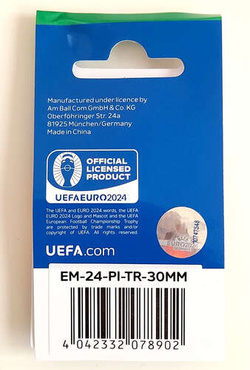 Manufactured under licence by
Am Ball Com GmbH & Co. KG
Oberföhringer Str. 24a
81925 München/Germany
Made in China
OFFICIAL
LICENSED
PRODUCT
UEFAEURO2024
The UEFA and EURO 2024 words, the UEFA
EURO 2024 Logo and Mascot and the UEFA
European Football Championship Trophy
are protected by trade marks and/or
copyright of UEFA. All rights reserved.
UEFA.com
EM-24-PI-TR-30MM
4 042332 078902